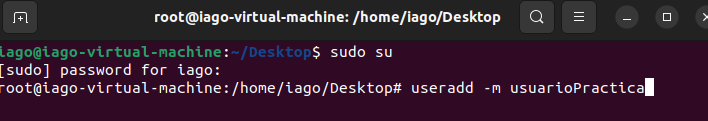 root@iago-virtual-machine: /home/iago/Desktop
iago@iago-virtual-machine:~/Desktop$ sudo su
[sudo] password for iago:
root@iago-virtual-machine:/home/iago/Desktop# useradd -m usuarioPractica